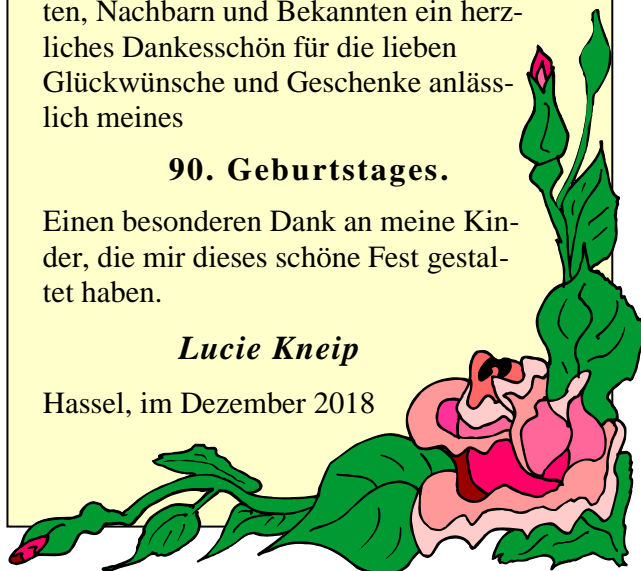 ten, Nachbarn und Bekannten ein herz-
liches Dankesschön für die lieben
Glückwünsche und Geschenke anläss-
lich meines
90. Geburtstages.
Einen besonderen Dank an meine Kin-
der, die mir dieses schöne Fest gestal-
tet haben.
Lucie Kneip
Hassel, im Dezember 2018